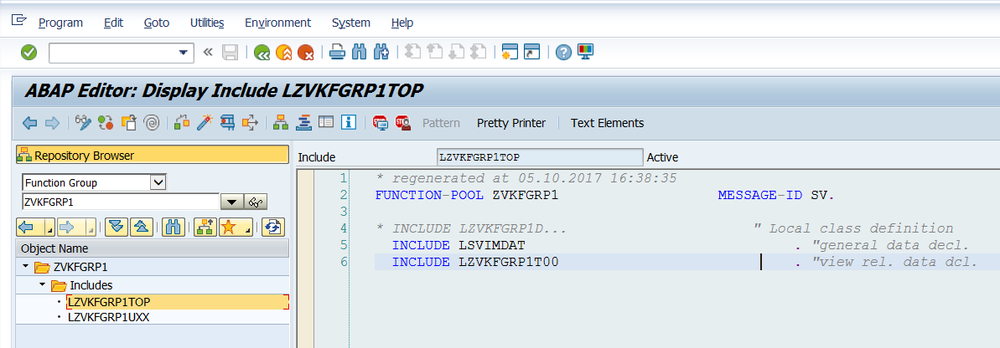 Program Edit Goto Utilities Environment System Help
ABAP Editor: Display Include LZVKFGRP1TOP
Pattern Pretty Printer Text Elements
Repository Browser
Include LZVKFGRP1TOP Active
Function Group
ZVKFGRP1
Object Name
ZVKFGRP1
Includes
LZVKFGRP1TOP
LZVKFGRP1UXX
1 * regenerated at 05.10.2017 16:38:35
2 FUNCTION-POOL ZVKFGRP1 MESSAGE-ID SV.
3
4 * INCLUDE LZVKFGRP1D... " Local class definition
5 INCLUDE LSVIMDAT . "general data decl.
6 INCLUDE LZVKFGRP1T00 . "view rel. data dcl.